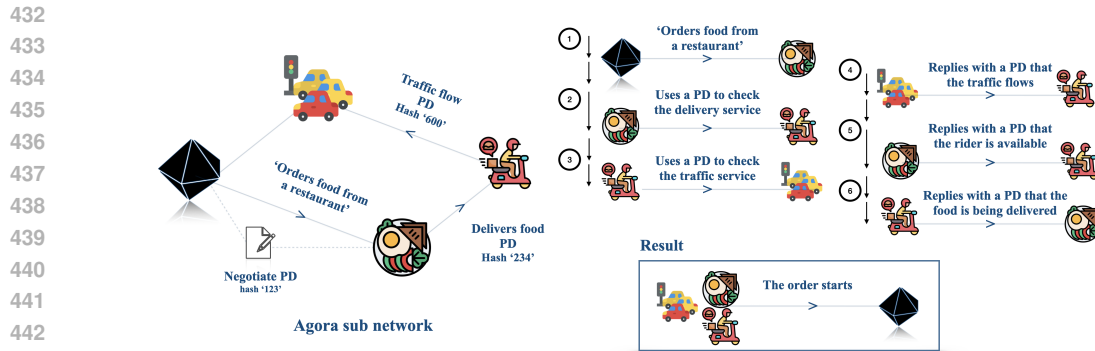 432
433
434
435
436
437
438
439
440
441
442
Traffic flow
PD
Hash ‘600’
‘Orders food from
a restaurant’
Delivers food
PD
Hash ‘234’
Negotiate PD
hash ‘123’
Agora sub network
1
‘Orders food from
a restaurant’
2
Uses a PD to check
the delivery service
3
Uses a PD to check
the traffic service
4
Replies with a PD that
the traffic flows
5
Replies with a PD that
the rider is available
6
Replies with a PD that the
food is being delivered
Result
The order starts